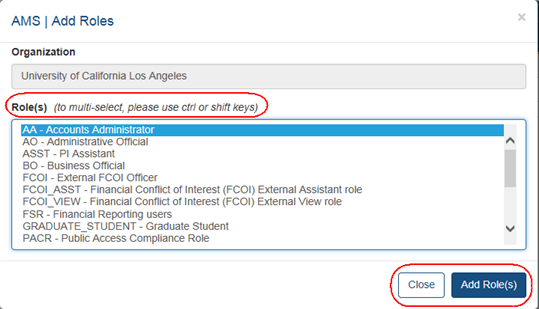 AMS | Add Roles
×
Organization
University of California Los Angeles
Role(s) (to multi-select, please use ctrl or shift keys)
AA - Accounts Administrator
AO - Administrative Official
ASST - PI Assistant
BO - Business Official
FCOI - External FCOI Officer
FCOI_ASST - Financial Conflict of Interest (FCOI) External Assistant role
FCOI_VIEW - Financial Conflict of Interest (FCOI) External View role
FSR - Financial Reporting users
GRADUATE_STUDENT - Graduate Student
PACR - Public Access Compliance Role
Close Add Role(s)